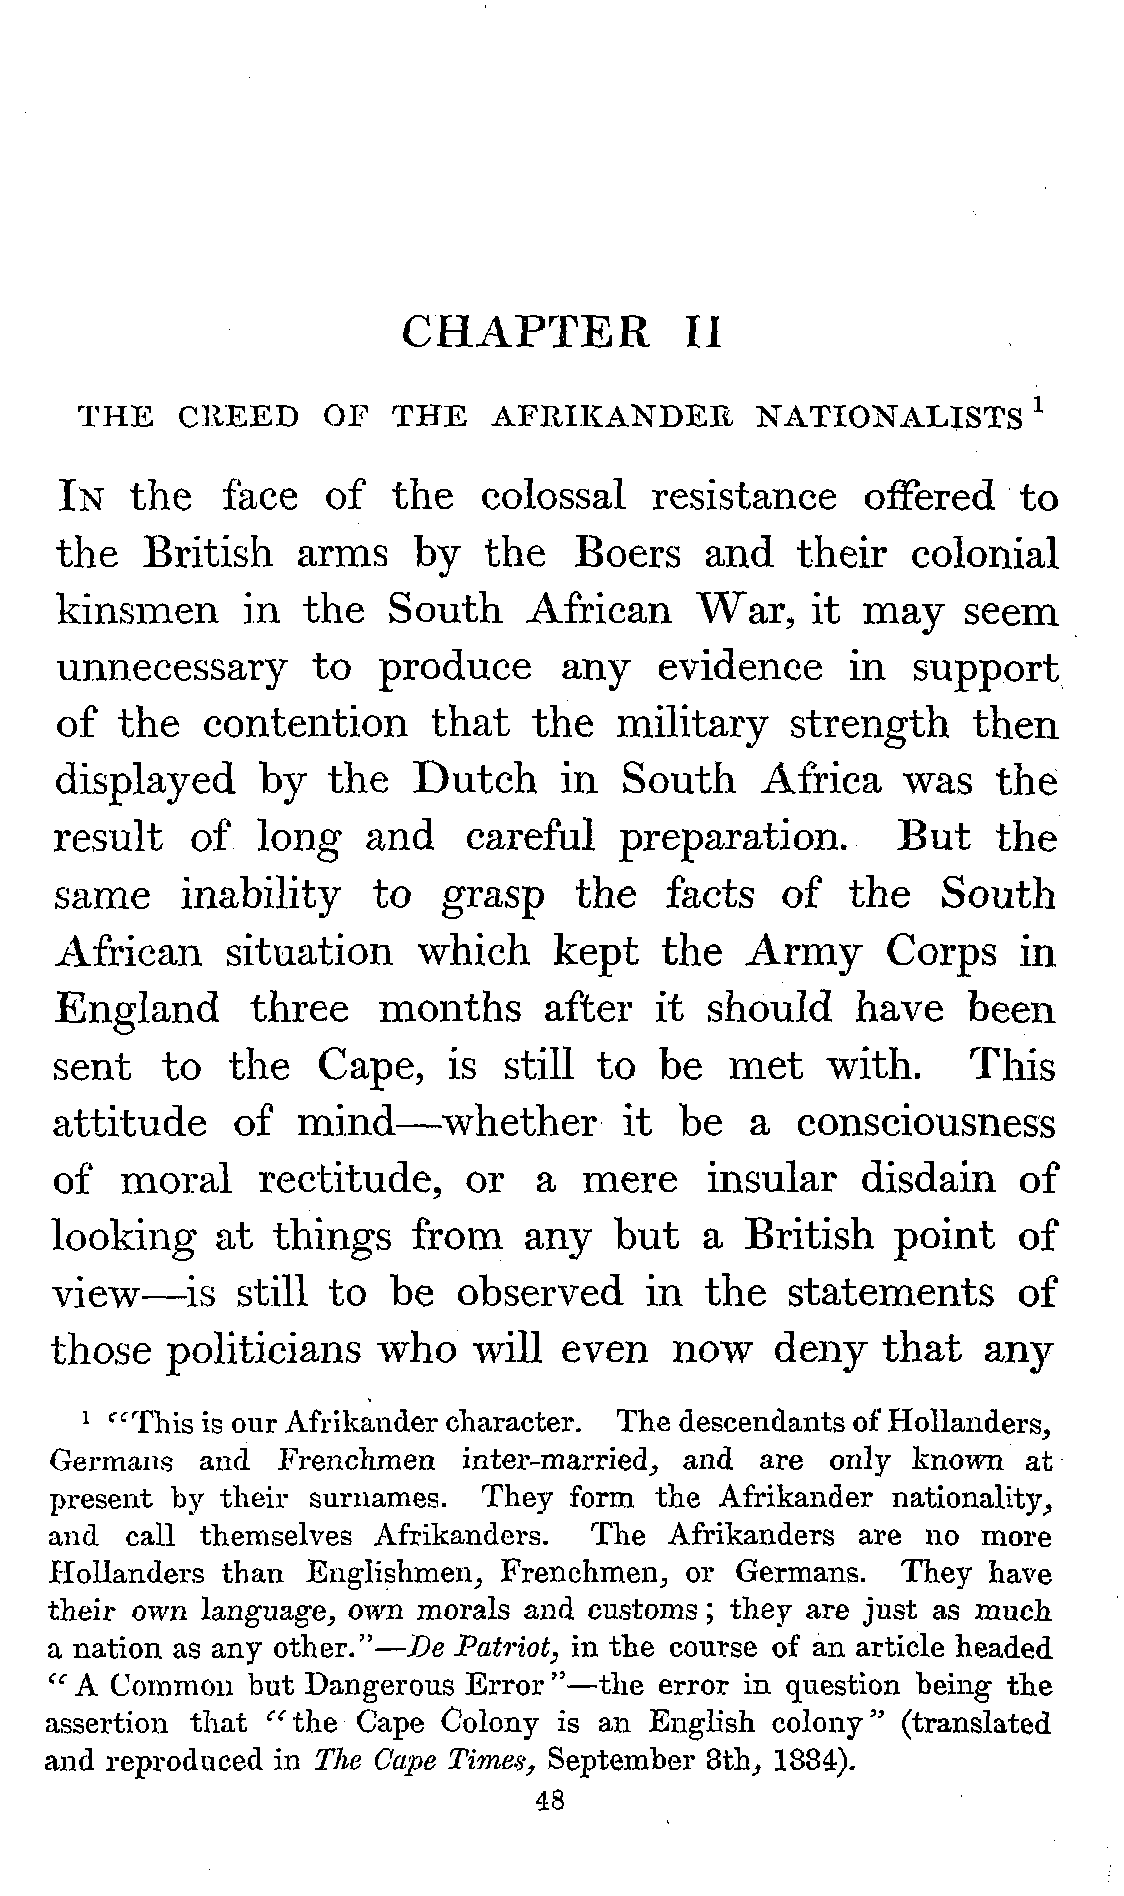 CHAPTER II
THE CREED OF THE AFRIKANDER NATIONALISTS ¹
IN the face of the colossal resistance offered to
the British arms by the Boers and their colonial
kinsmen in the South African War, it may seem
unnecessary to produce any evidence in support
of the contention that the military strength then
displayed by the Dutch in South Africa was the
result of long and careful preparation. But the
same inability to grasp the facts of the South
African situation which kept the Army Corps in
England three months after it should have been
sent to the Cape, is still to be met with. This
attitude of mind—whether it be a consciousness
of moral rectitude, or a mere insular disdain of
looking at things from any but a British point of
view—is still to be observed in the statements of
those politicians who will even now deny that any
¹ “This is our Afrikander character. The descendants of Hollanders,
Germans and Frenchmen inter-married, and are only known at
present by their surnames. They form the Afrikander nationality,
and call themselves Afrikanders. The Afrikanders are no more
Hollanders than Englishmen, Frenchmen, or Germans. They have
their own language, own morals and customs; they are just as much
a nation as any other.”—De Patriot, in the course of an article headed
“A Common but Dangerous Error”—the error in question being the
assertion that “the Cape Colony is an English colony” (translated
and reproduced in The Cape Times, September 8th, 1884).
48